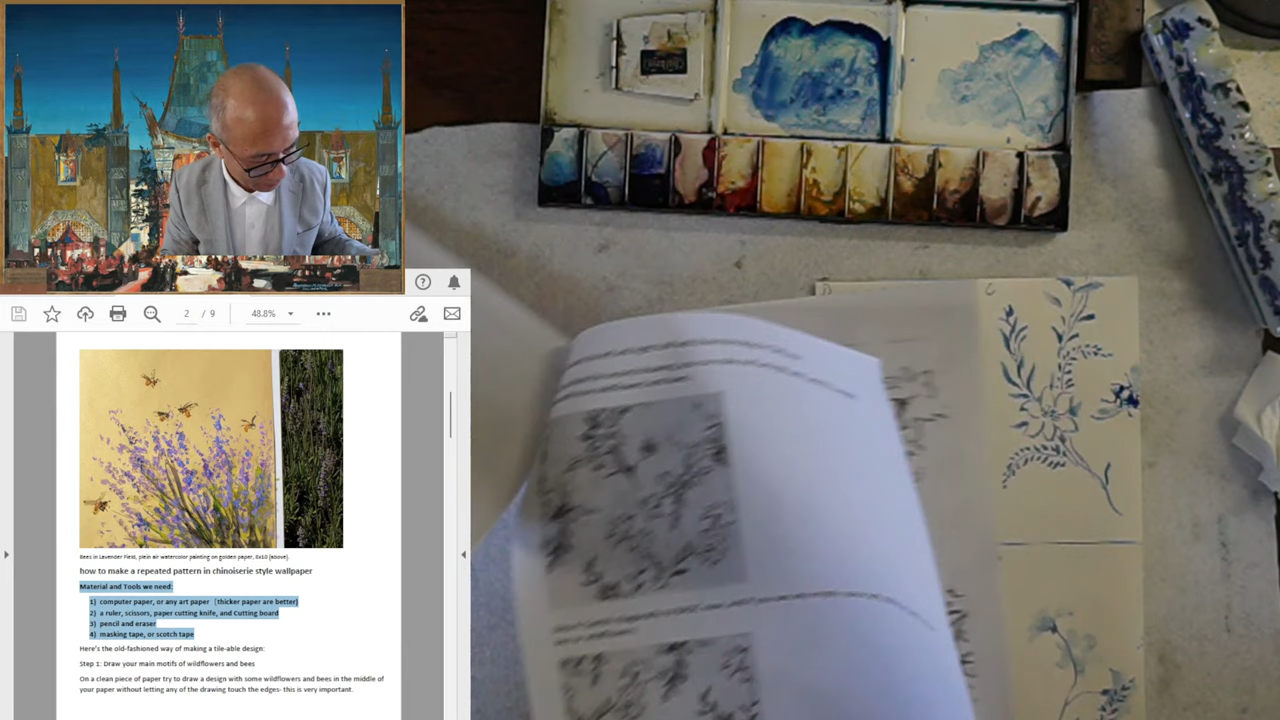 2 / 9
48.8%
Bees in Lavender Field, plein air watercolor painting on golden paper, 8x10 (above).
how to make a repeated pattern in chinoiserie style wallpaper
Material and Tools we need:
1) computer paper, or any art paper (thicker paper are better)
2) a ruler, scissors, paper cutting knife, and Cutting board
3) pencil and eraser
4) masking tape, or scotch tape
Here's the old-fashioned way of making a tile-able design:
Step 1: Draw your main motifs of wildflowers and bees
On a clean piece of paper try to draw a design with some wildflowers and bees in the middle of
your paper without letting any of the drawing touch the edges- this is very important.
D
C